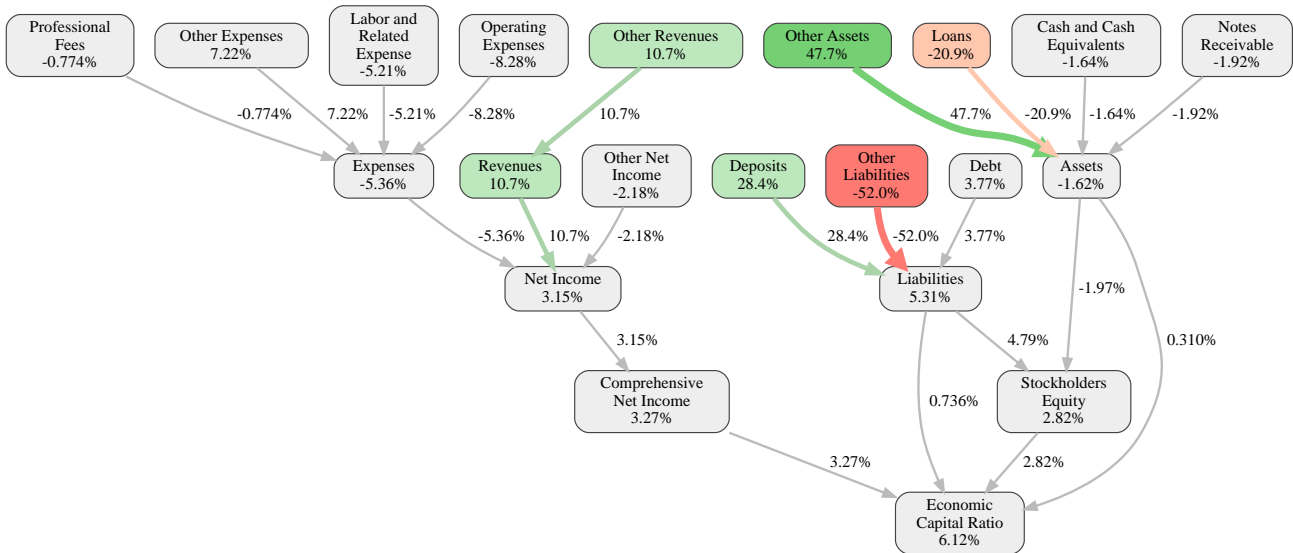 Professional
Fees
-0.774%
Other Expenses
7.22%
Labor and
Related
Expense
-5.21%
Operating
Expenses
-8.28%
Other Revenues
10.7%
Other Assets
47.7%
Loans
-20.9%
Cash and Cash
Equivalents
-1.64%
Notes
Receivable
-1.92%
-0.774%
7.22%
-5.21%
-8.28%
10.7%
47.7%
-20.9%
-1.64%
-1.92%
Expenses
-5.36%
Revenues
10.7%
Other Net
Income
-2.18%
Deposits
28.4%
Other
Liabilities
-52.0%
Debt
3.77%
Assets
-1.62%
-5.36%
10.7%
-2.18%
28.4%
-52.0%
3.77%
Net Income
3.15%
Liabilities
5.31%
-1.97%
3.15%
4.79%
0.310%
Comprehensive
Net Income
3.27%
0.736%
Stockholders
Equity
2.82%
3.27%
2.82%
Economic
Capital Ratio
6.12%